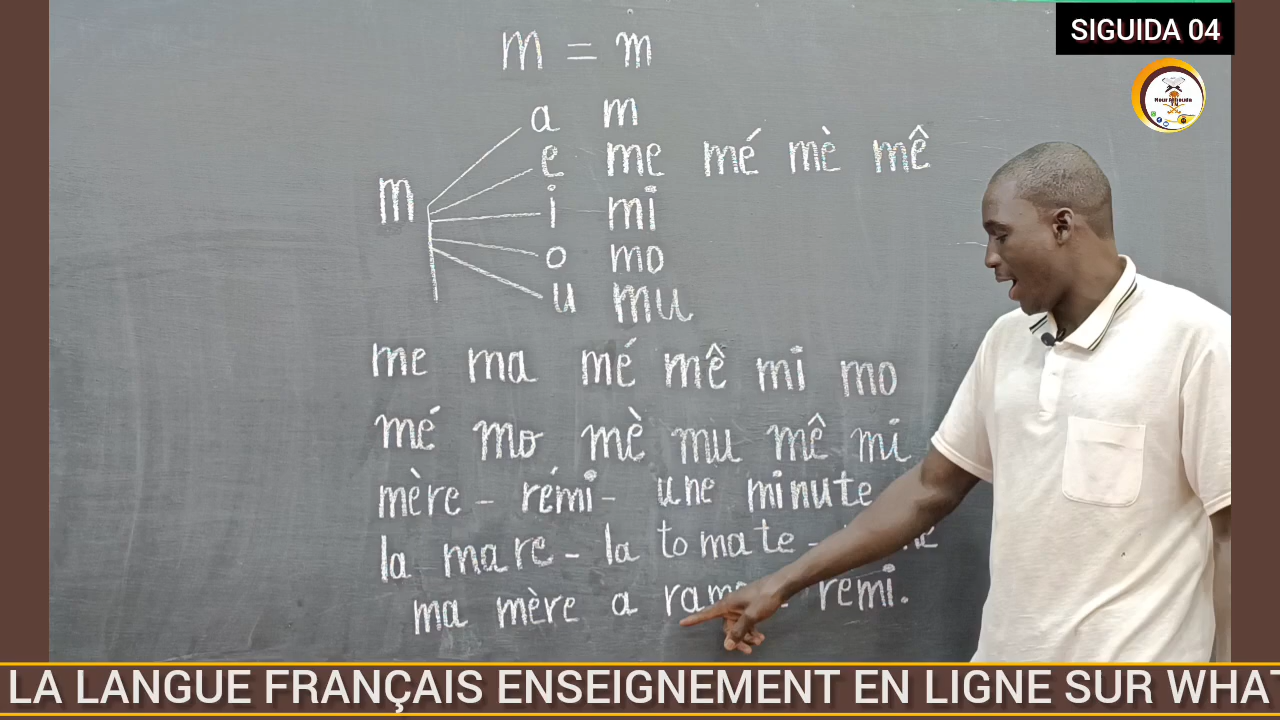 SIGUIDA 04
m = m
a m
e me mé mè mê
m i mi
o mo
u mu
me ma mé mê mi mo
mé mo mè mu mê mi
mère - rémi - une minute
la mare - la tomate -
ma mère a remi.
LA LANGUE FRANÇAIS ENSEIGNEMENT EN LIGNE SUR WHAT